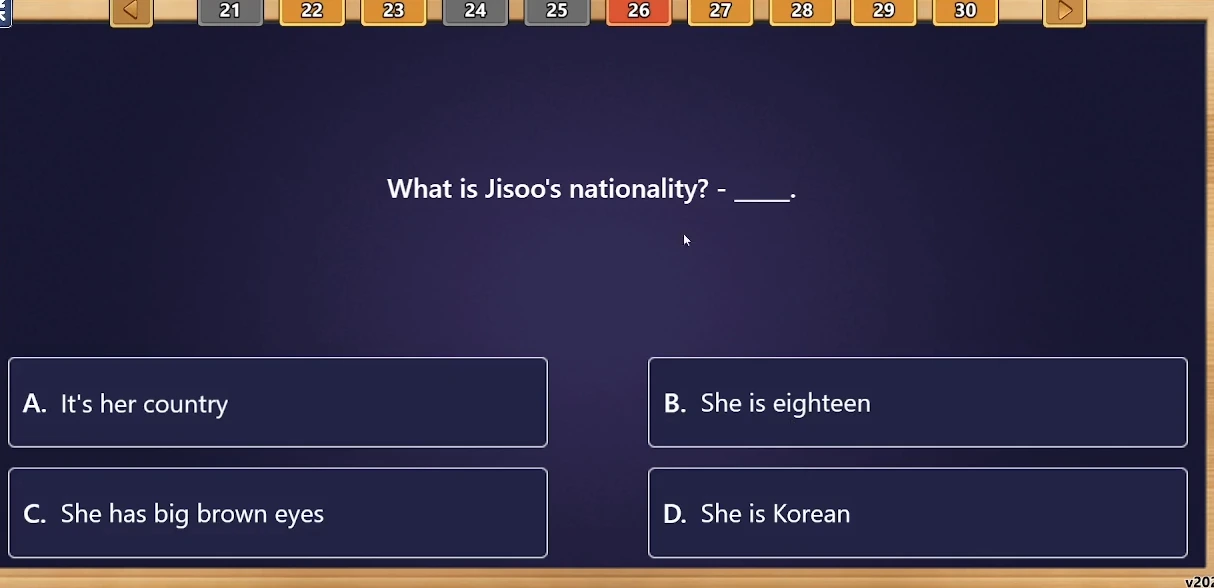 21 22 23 24 25 26 27 28 29 30
What is Jisoo's nationality? - _____.
A. It's her country
B. She is eighteen
C. She has big brown eyes
D. She is Korean